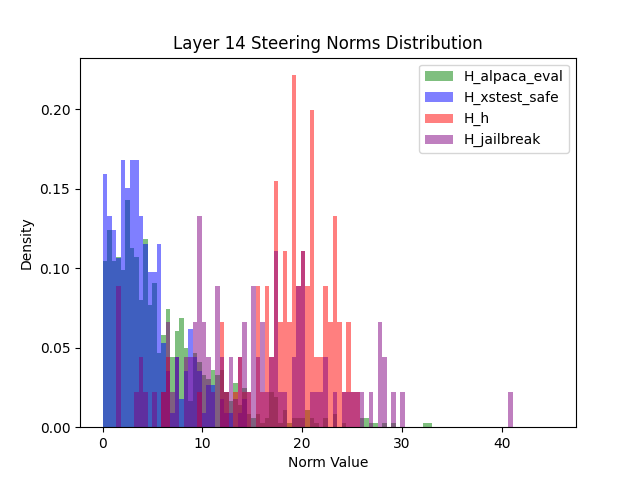 Layer 14 Steering Norms Distribution
H_alpaca_eval
H_xstest_safe
H_h
H_jailbreak
Density
0.20
0.15
0.10
0.05
0.00
0
10
20
30
40
Norm Value